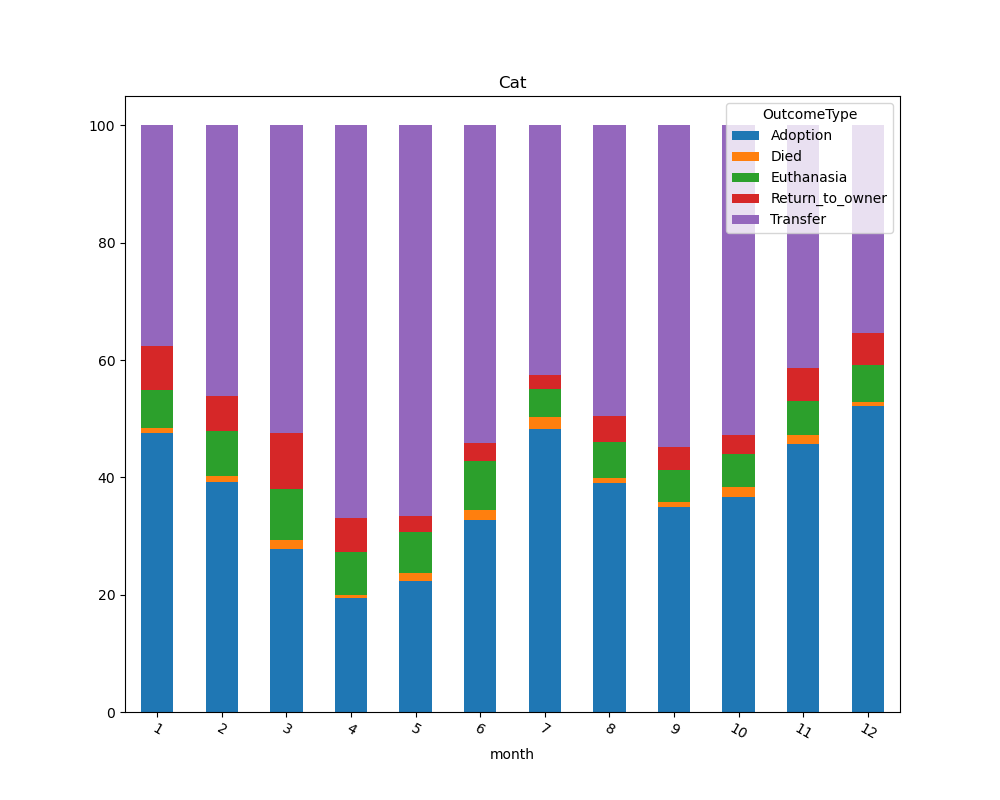 Cat
OutcomeType
Adoption
Died
Euthanasia
Return_to_owner
Transfer
100
80
60
40
20
0
1 2 3 4 5 6 7 8 9 10 11 12
month